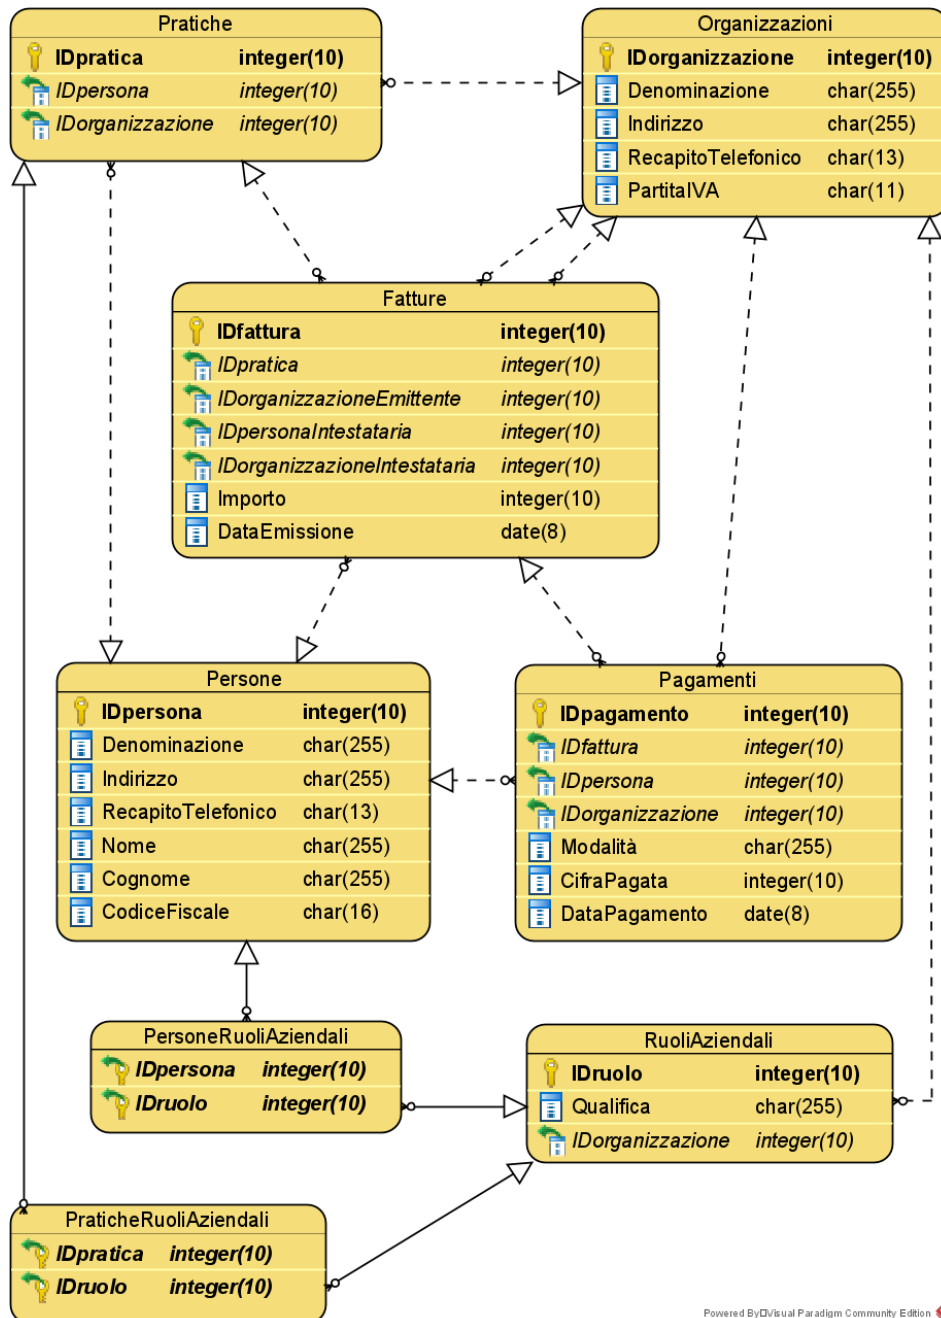 Pratiche
IDpratica integer(10)
IDpersona integer(10)
IDorganizzazione integer(10)
Organizzazioni
IDorganizzazione integer(10)
Denominazione char(255)
Indirizzo char(255)
RecapitoTelefonico char(13)
PartitaIVA char(11)
Fatture
IDfattura integer(10)
IDpratica integer(10)
IDorganizzazioneEmittente integer(10)
IDpersonaIntestataria integer(10)
IDorganizzazioneIntestataria integer(10)
Importo integer(10)
DataEmissione date(8)
Persone
IDpersona integer(10)
Denominazione char(255)
Indirizzo char(255)
RecapitoTelefonico char(13)
Nome char(255)
Cognome char(255)
CodiceFiscale char(16)
Pagamenti
IDpagamento integer(10)
IDfattura integer(10)
IDpersona integer(10)
IDorganizzazione integer(10)
Modalità char(255)
CifraPagata integer(10)
DataPagamento date(8)
PersoneRuoliAziendali
IDpersona integer(10)
IDruolo integer(10)
RuoliAziendali
IDruolo integer(10)
Qualifica char(255)
IDorganizzazione integer(10)
PraticheRuoliAziendali
IDpratica integer(10)
IDruolo integer(10)
Powered By□Visual Paradigm Community Edition